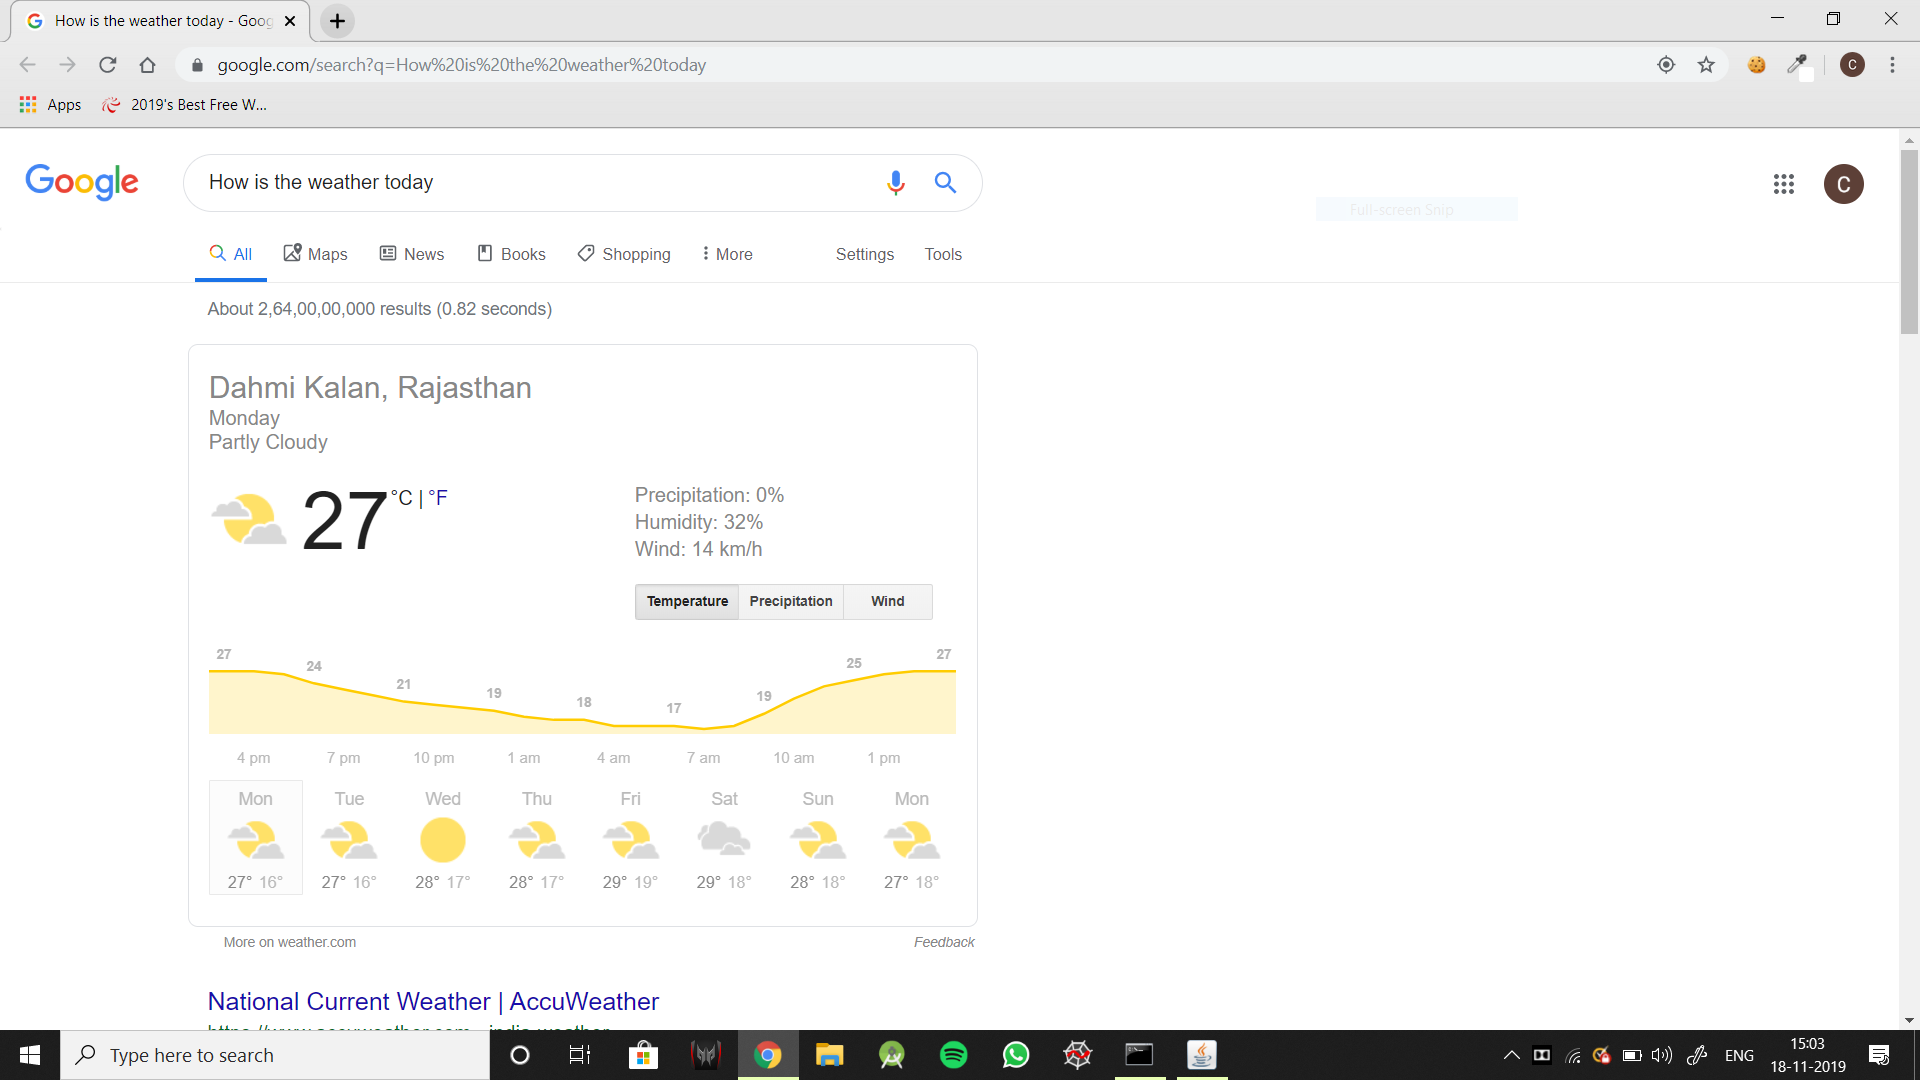 How is the weather today - Goog
google.com/search?q=How%20is%20the%20weather%20today
C
Apps
2019's Best Free W...
Google
How is the weather today
C
Full-screen Snip
All
Maps
News
Books
Shopping
More
Settings
Tools
About 2,64,00,00,000 results (0.82 seconds)
Dahmi Kalan, Rajasthan
Monday
Partly Cloudy
27 °C | °F
Precipitation: 0%
Humidity: 32%
Wind: 14 km/h
Temperature
Precipitation
Wind
27 24 21 19 18 17 19 25 27
4 pm 7 pm 10 pm 1 am 4 am 7 am 10 am 1 pm
Mon Tue Wed Thu Fri Sat Sun Mon
27° 16° 27° 16° 28° 17° 28° 17° 29° 19° 29° 18° 28° 18° 27° 18°
More on weather.com
Feedback
National Current Weather | AccuWeather
Type here to search
ENG
15:03
18-11-2019